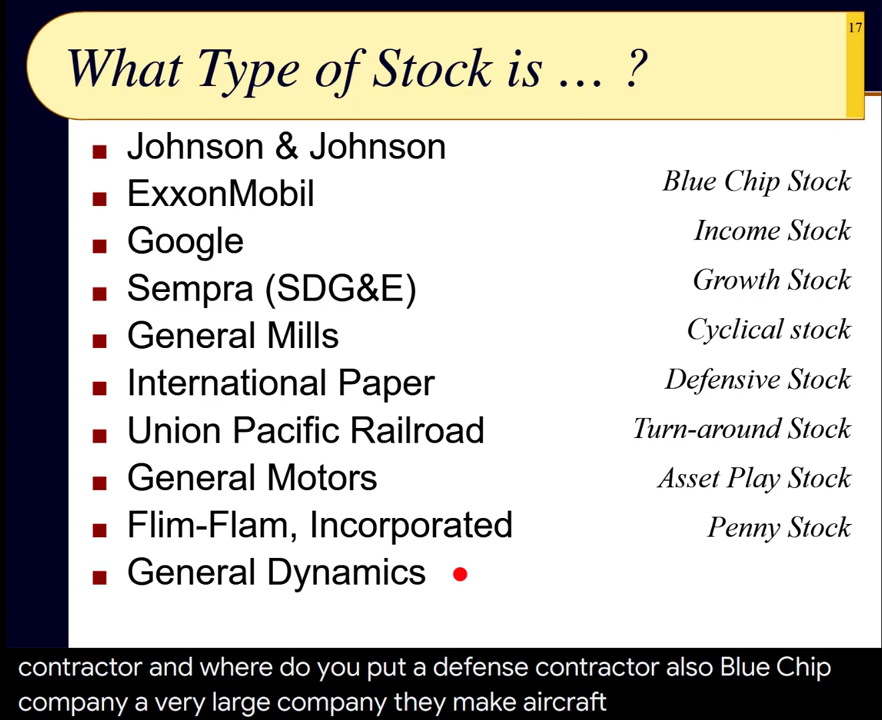 17
What Type of Stock is … ?
Johnson & Johnson
ExxonMobil
Google
Sempra (SDG&E)
General Mills
International Paper
Union Pacific Railroad
General Motors
Flim-Flam, Incorporated
General Dynamics
Blue Chip Stock
Income Stock
Growth Stock
Cyclical stock
Defensive Stock
Turn-around Stock
Asset Play Stock
Penny Stock
contractor and where do you put a defense contractor also Blue Chip
company a very large company they make aircraft